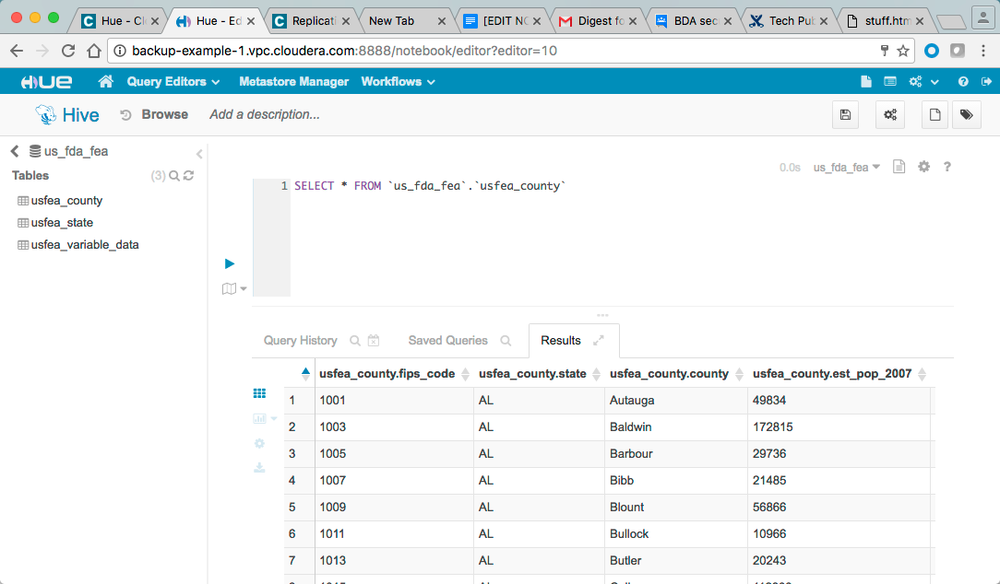 Hue - Cl Hue - Ed Replicati New Tab [EDIT NO Digest fo BDA sec Tech Pub stuff.htm
backup-example-1.vpc.cloudera.com:8888/notebook/editor?editor=10
HUE Query Editors Metastore Manager Workflows
Hive Browse Add a description...
us_fda_fea
Tables (3)
usfea_county
usfea_state
usfea_variable_data
0.0s us_fda_fea ?
1 SELECT * FROM `us_fda_fea`.`usfea_county`
Query History Saved Queries Results
usfea_county.fips_code usfea_county.state usfea_county.county usfea_county.est_pop_2007
1 1001 AL Autauga 49834
2 1003 AL Baldwin 172815
3 1005 AL Barbour 29736
4 1007 AL Bibb 21485
5 1009 AL Blount 56866
6 1011 AL Bullock 10966
7 1013 AL Butler 20243